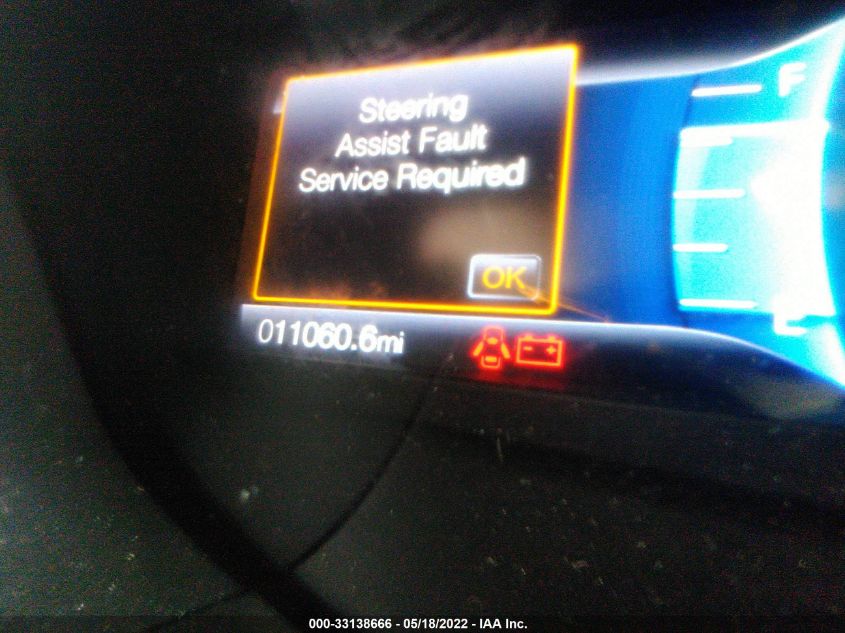 Steering
Assist Fault
Service Required
OK
F
011060.6mi
E
000-33138666 - 05/18/2022 - IAA Inc.